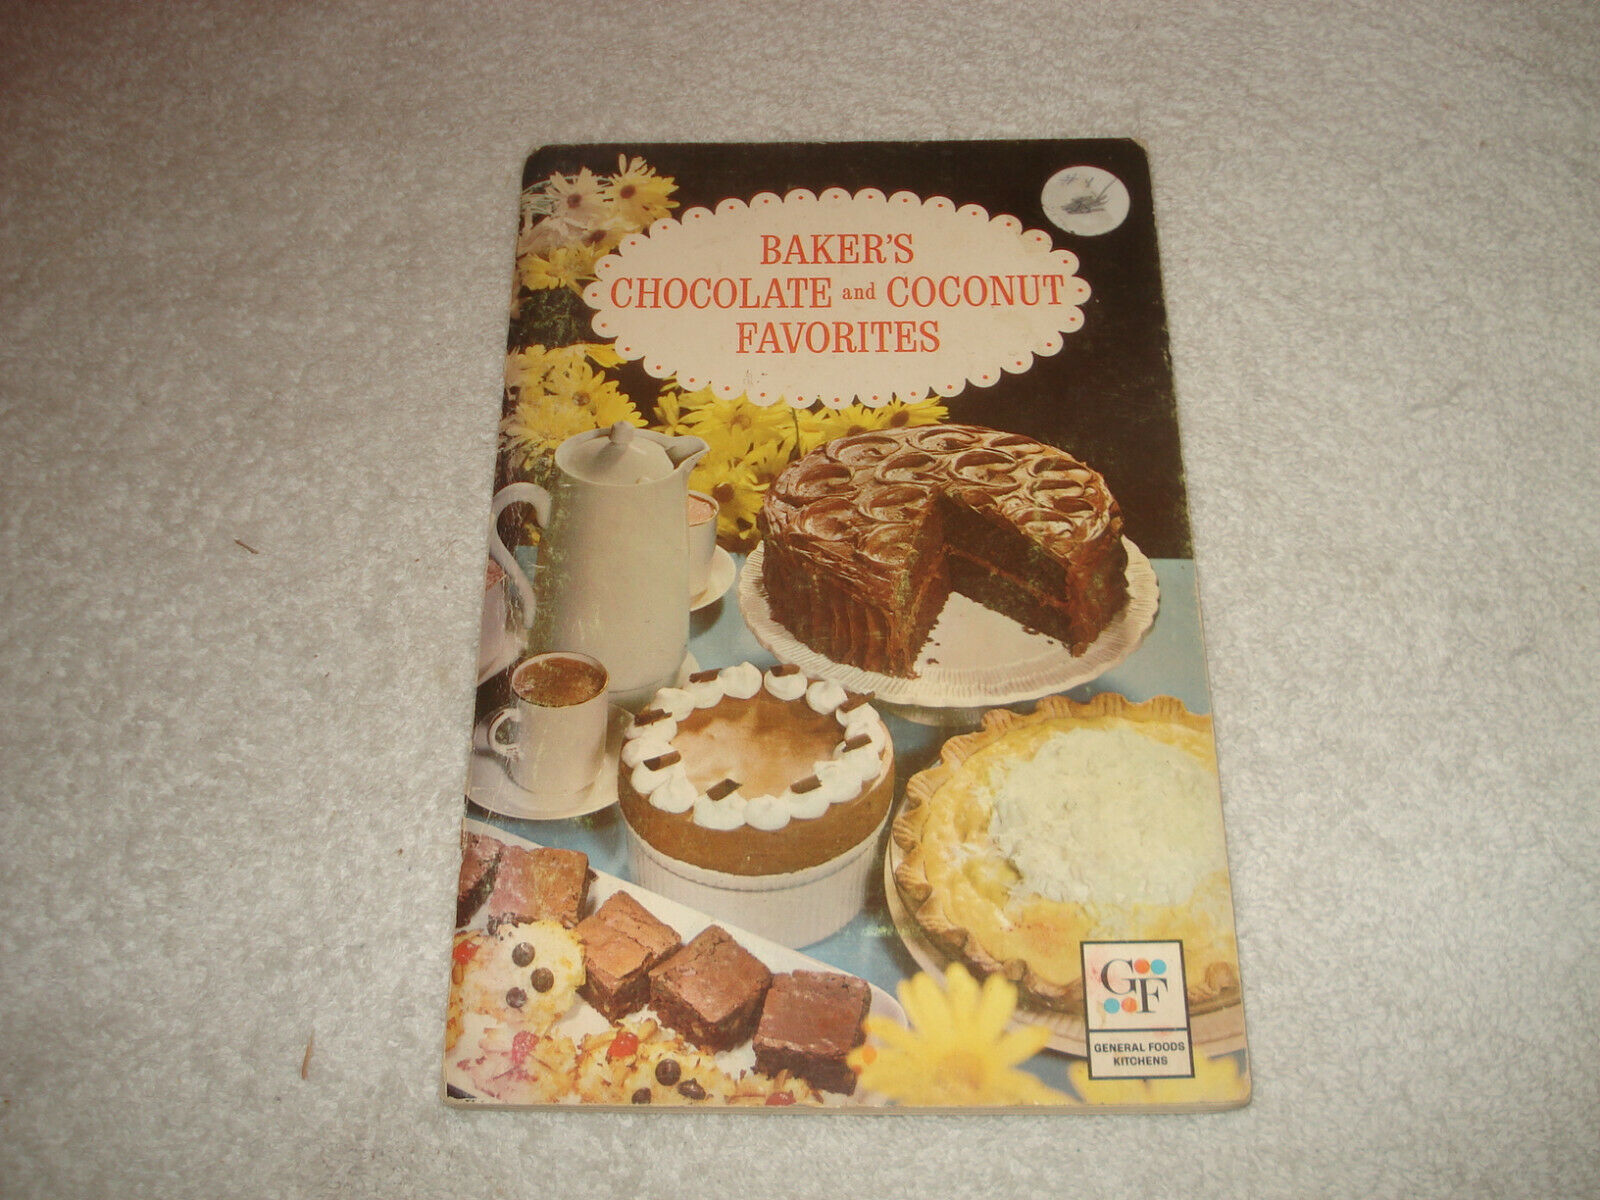 BAKER'S
CHOCOLATE and COCONUT
FAVORITES
GF
GENERAL FOODS
KITCHENS